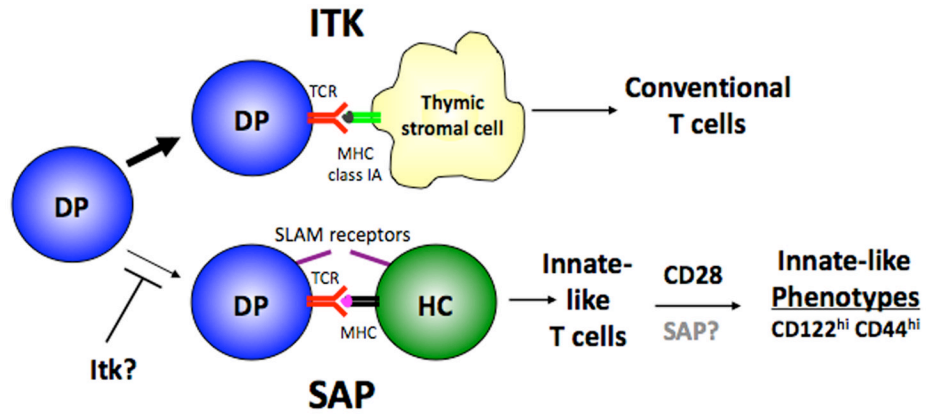 ITK
DP
TCR
MHC
class IA
Thymic
stromal cell
Conventional
T cells
DP
Itk?
SLAM receptors
DP
TCR
MHC
HC
SAP
Innate-
like
T cells
CD28
SAP?
Innate-like
Phenotypes
CD122hi CD44hi